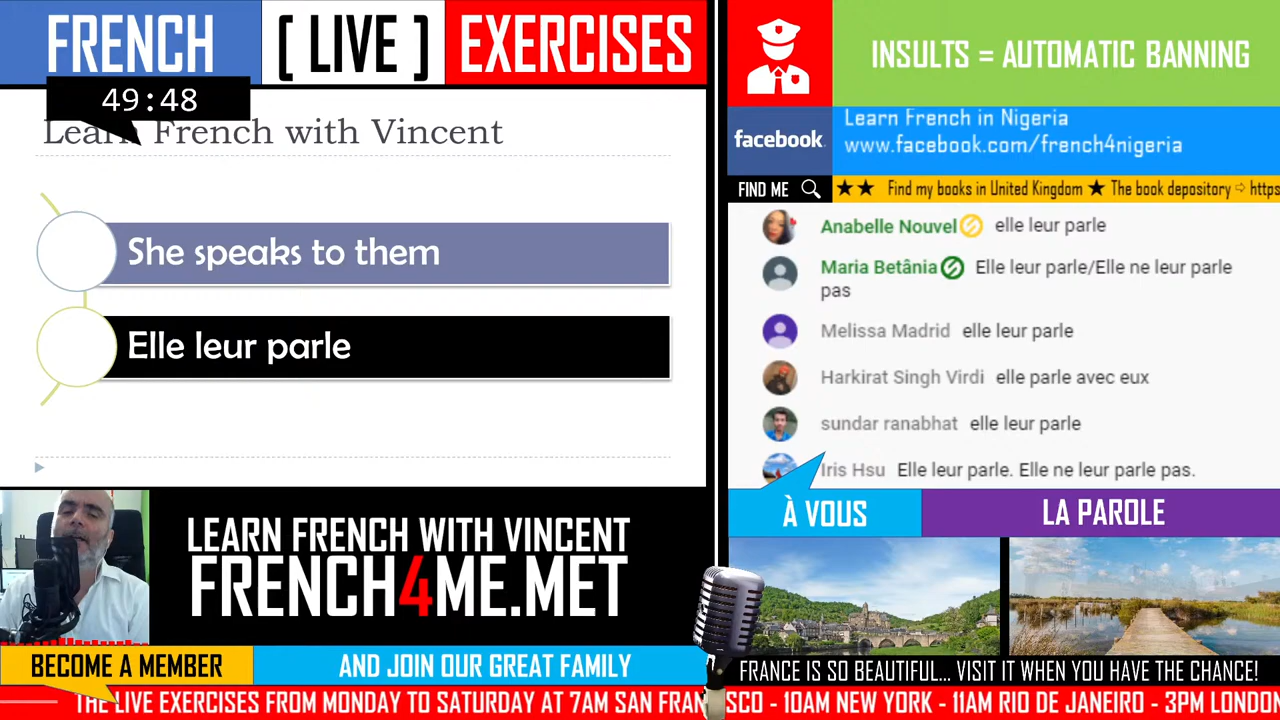 FRENCH [ LIVE ] EXERCISES
49:48
Learn French with Vincent
She speaks to them
Elle leur parle
LEARN FRENCH WITH VINCENT
FRENCH4ME.MET
BECOME A MEMBER AND JOIN OUR GREAT FAMILY
INSULTS = AUTOMATIC BANNING
facebook.
Learn French in Nigeria
www.facebook.com/french4nigeria
FIND ME ★★ Find my books in United Kingdom ★ The book depository ⇨ https
Anabelle Nouvel elle leur parle
Maria Betânia Elle leur parle/Elle ne leur parle
pas
Melissa Madrid elle leur parle
Harkirat Singh Virdi elle parle avec eux
sundar ranabhat elle leur parle
Iris Hsu Elle leur parle. Elle ne leur parle pas.
À VOUS LA PAROLE
FRANCE IS SO BEAUTIFUL... VISIT IT WHEN YOU HAVE THE CHANCE!
THE LIVE EXERCISES FROM MONDAY TO SATURDAY AT 7AM SAN FRANCISCO - 10AM NEW YORK - 11AM RIO DE JANEIRO - 3PM LONDON